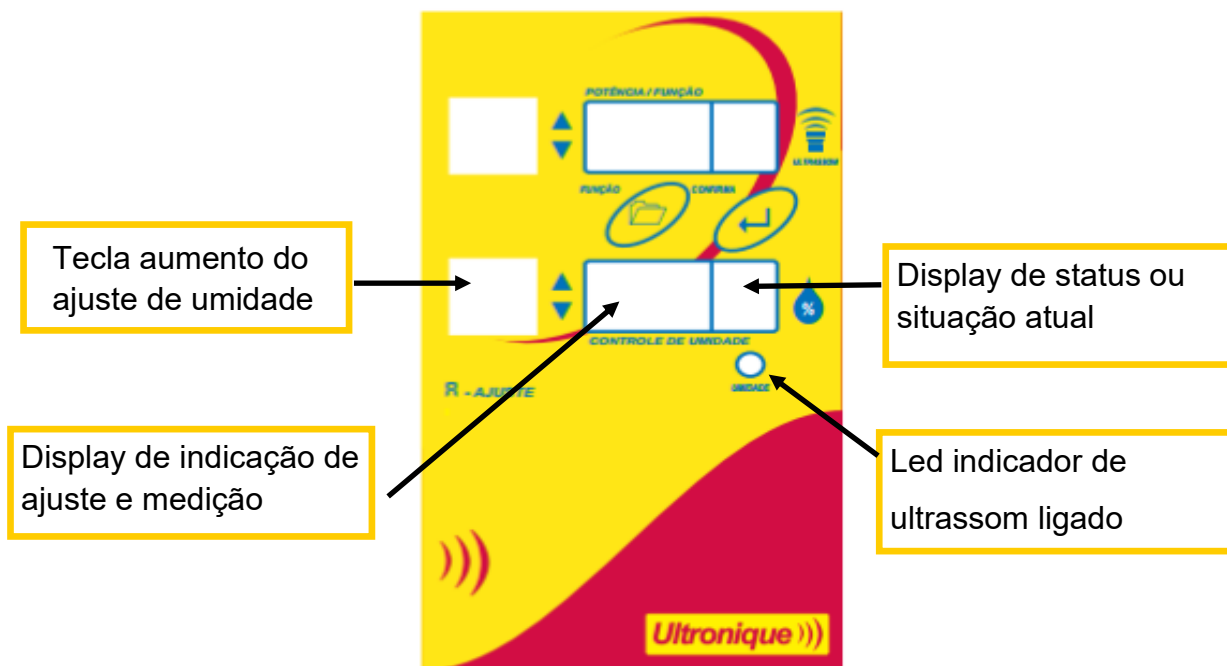 POTÊNCIA / FUNÇÃO
ULTRASSOM
FUNÇÃO
CONFIRMA
Tecla aumento do
ajuste de umidade
Display de status ou
situação atual
%
CONTROLE DE UMIDADE
UMIDADE
R - AJUSTE
Display de indicação de
ajuste e medição
Led indicador de
ultrassom ligado
Ultronique